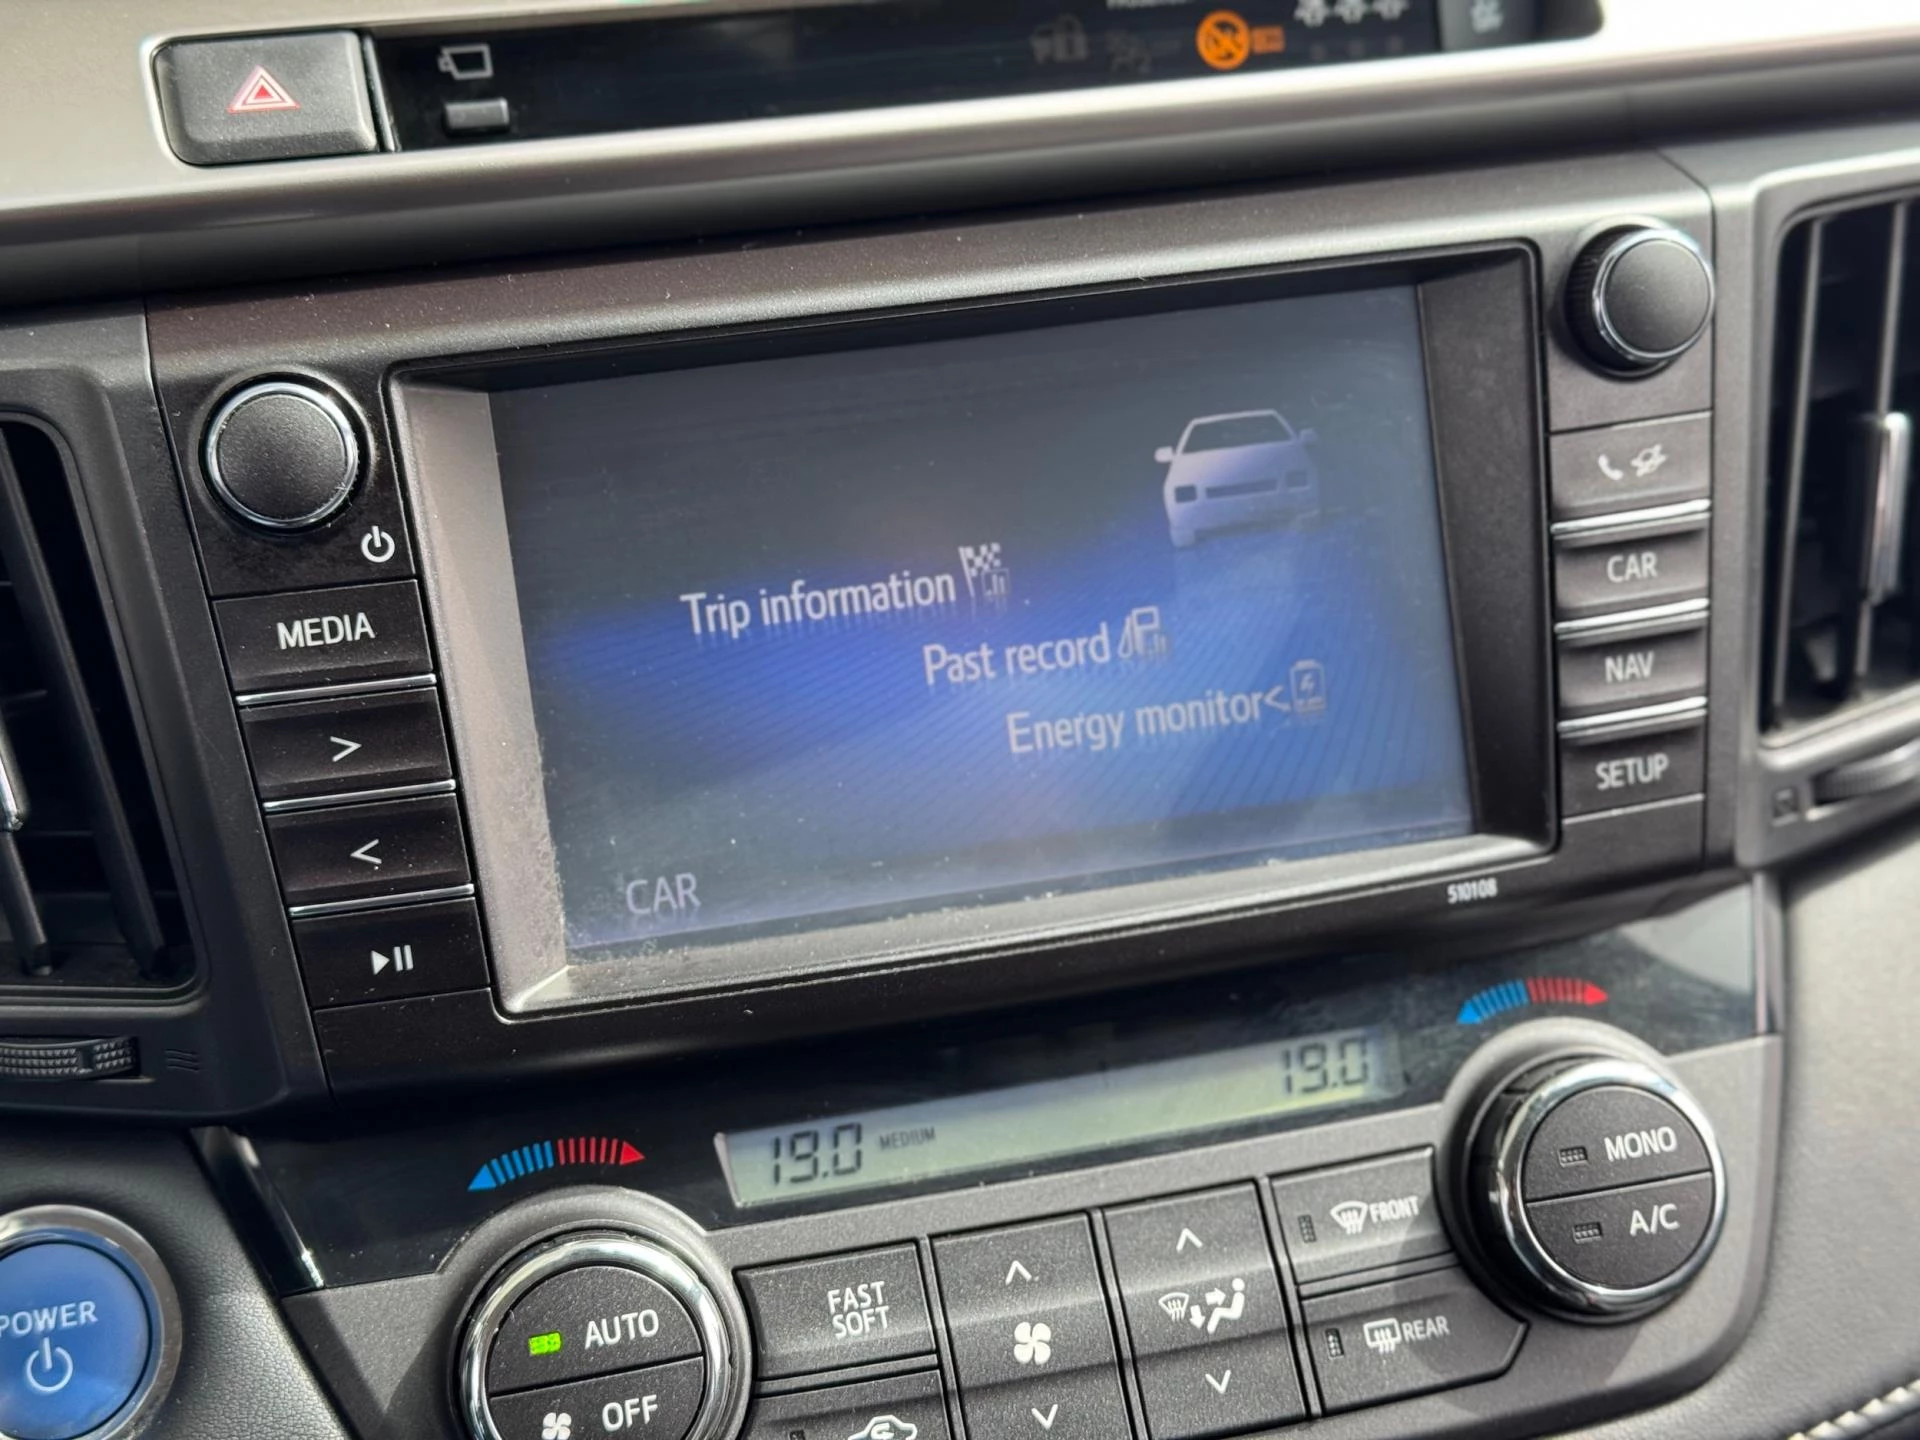 MEDIA
CAR
NAV
SETUP
Trip information
Past record
Energy monitor
CAR
510108
19.0
19.0 MEDIUM
POWER
AUTO
OFF
FAST
SOFT
FRONT
REAR
MONO
A/C